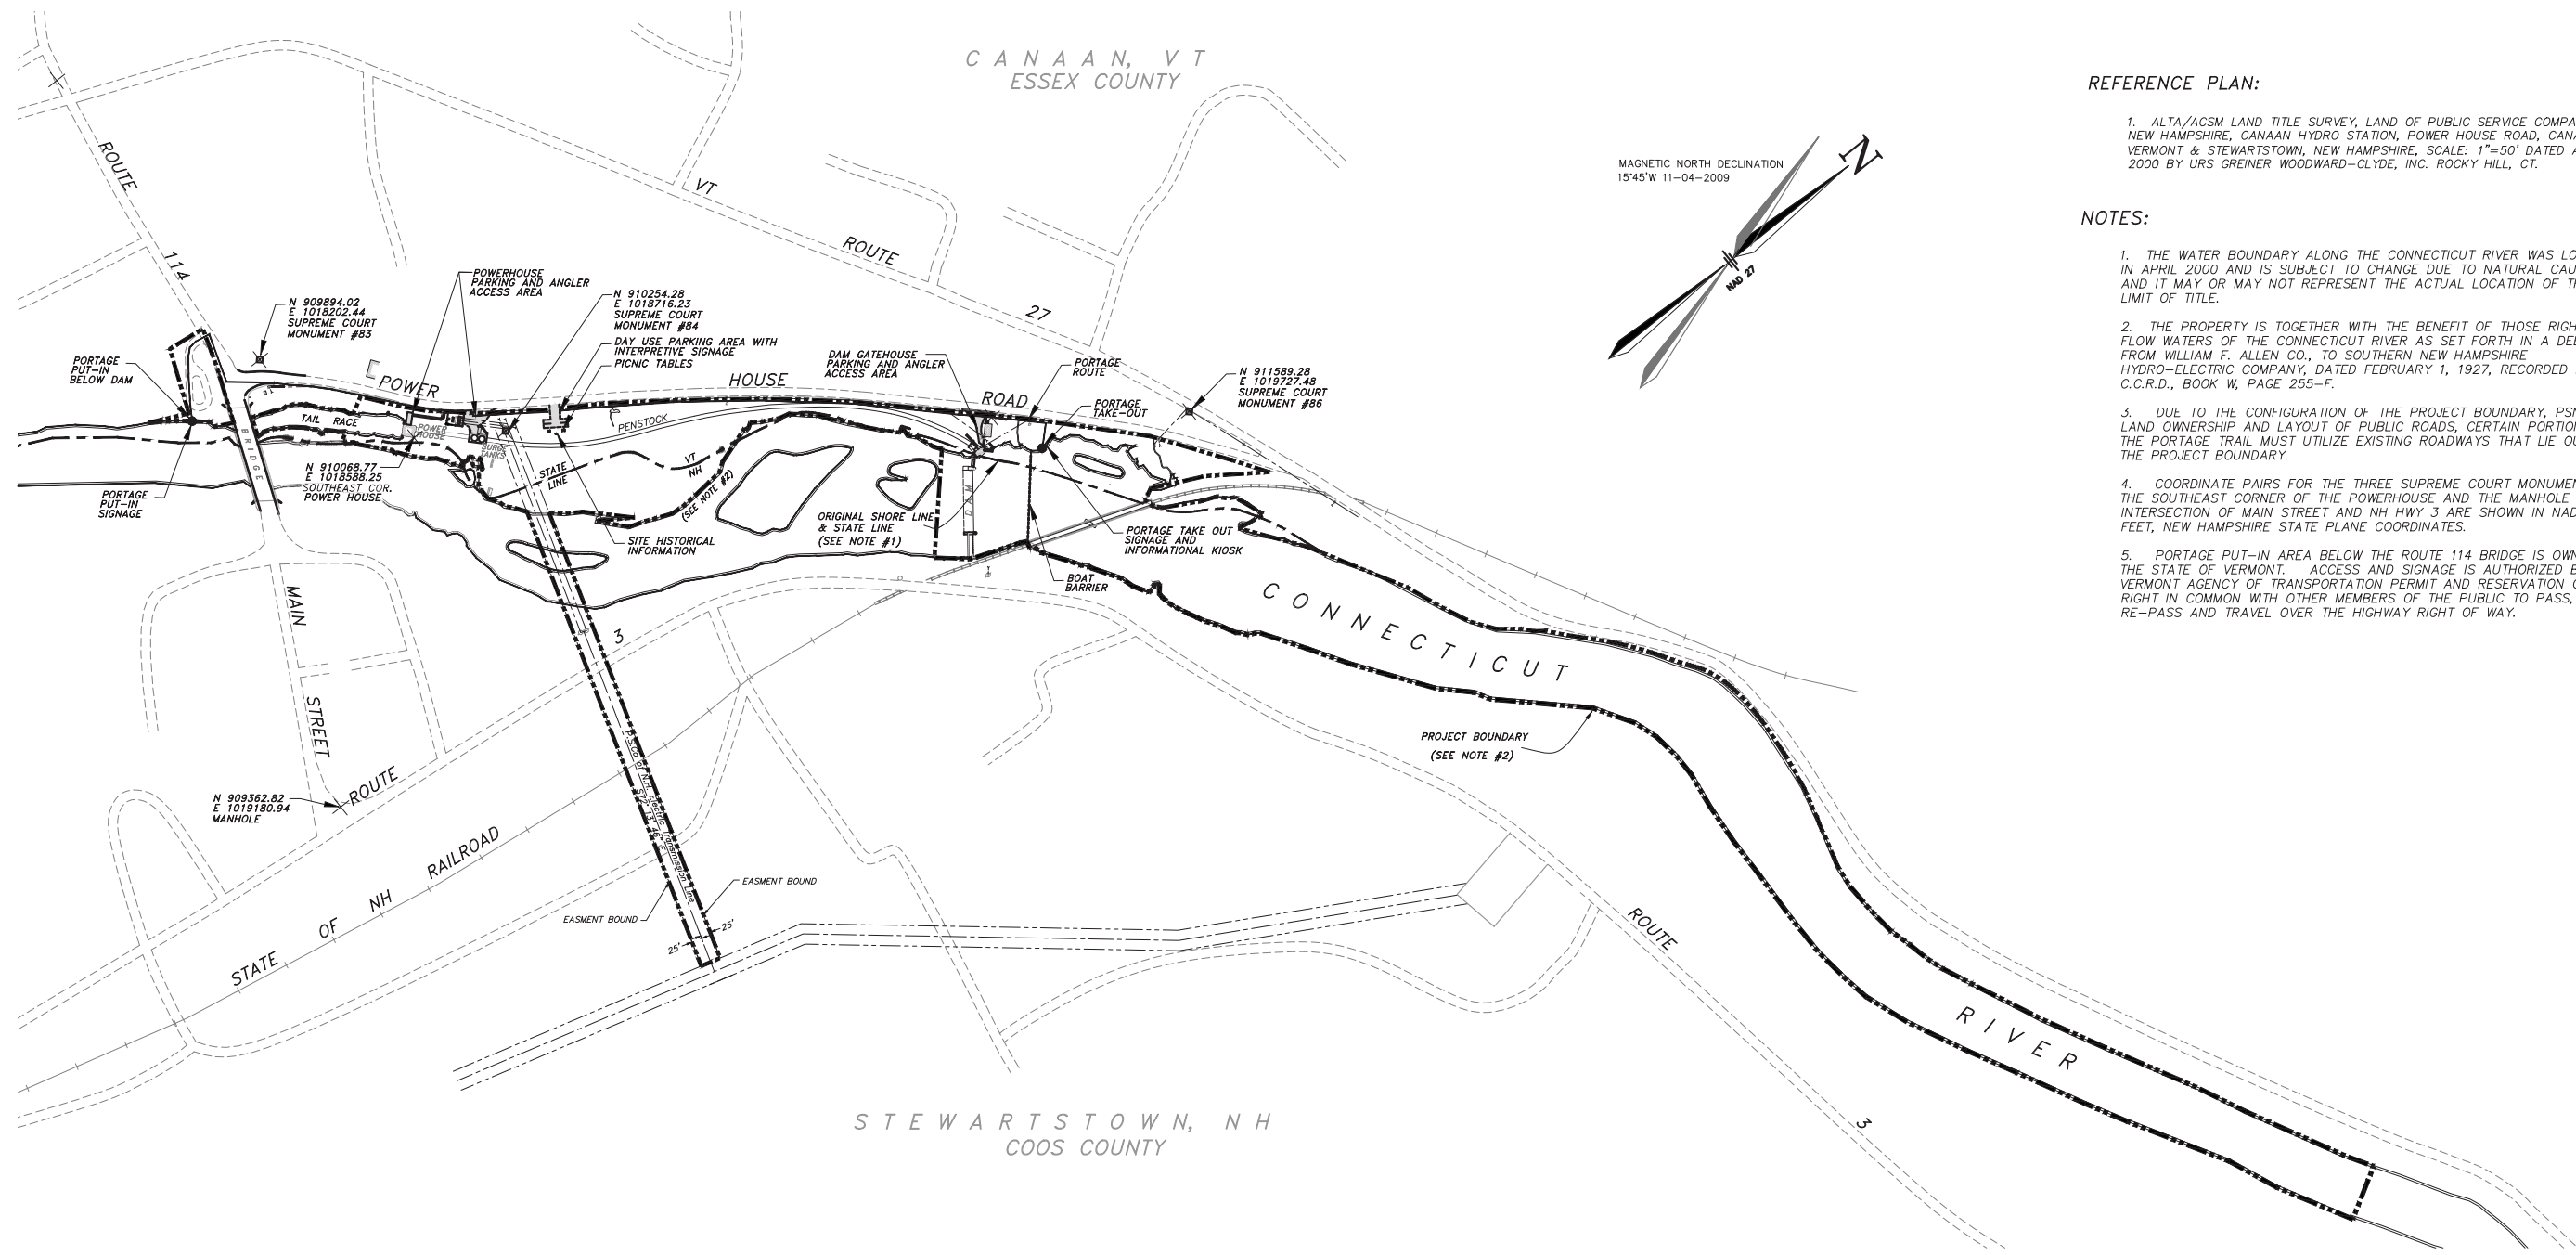 CANAAN, VT
ESSEX COUNTY
REFERENCE PLAN:
1. ALTA/ACSM LAND TITLE SURVEY, LAND OF PUBLIC SERVICE
NEW HAMPSHIRE, CANAAN HYDRO STATION, POWER HOUSE ROAD,
VERMONT & STEWARTSTOWN, NEW HAMPSHIRE, SCALE: 1"=50' DATED
2000 BY URS GREINER WOODWARD-CLYDE, INC. ROCKY HILL, CT.
NOTES:
1. THE WATER BOUNDARY ALONG THE CONNECTICUT RIVER WAS
IN APRIL 2000 AND IS SUBJECT TO CHANGE DUE TO NATURAL
AND IT MAY OR MAY NOT REPRESENT THE ACTUAL LOCATION OF
LIMIT OF TITLE.
2. THE PROPERTY IS TOGETHER WITH THE BENEFIT OF THOSE
FLOW WATERS OF THE CONNECTICUT RIVER AS SET FORTH IN A
FROM WILLIAM F. ALLEN CO., TO SOUTHERN NEW HAMPSHIRE
HYDRO-ELECTRIC COMPANY, DATED FEBRUARY 1, 1927, RECORDED
C.C.R.D., BOOK W, PAGE 255-F.
3. DUE TO THE CONFIGURATION OF THE PROJECT BOUNDARY,
LAND OWNERSHIP AND LAYOUT OF PUBLIC ROADS, CERTAIN
THE PORTAGE TRAIL MUST UTILIZE EXISTING ROADWAYS THAT LIE
THE PROJECT BOUNDARY.
4. COORDINATE PAIRS FOR THE THREE SUPREME COURT
THE SOUTHEAST CORNER OF THE POWERHOUSE AND THE MANHOLE
INTERSECTION OF MAIN STREET AND NH HWY 3 ARE SHOWN IN
FEET, NEW HAMPSHIRE STATE PLANE COORDINATES.
5. PORTAGE PUT-IN AREA BELOW THE ROUTE 114 BRIDGE IS
THE STATE OF VERMONT. ACCESS AND SIGNAGE IS AUTHORIZED
VERMONT AGENCY OF TRANSPORTATION PERMIT AND RESERVATION
RIGHT IN COMMON WITH OTHER MEMBERS OF THE PUBLIC TO PASS,
RE-PASS AND TRAVEL OVER THE HIGHWAY RIGHT OF WAY.
MAGNETIC NORTH DECLINATION
15°45'W 11-04-2009
N
NAD 27
ROUTE
114
VT
ROUTE
27
POWERHOUSE
PARKING AND ANGLER
ACCESS AREA
N 909894.02
E 1018202.44
SUPREME COURT
MONUMENT #83
N 910254.28
E 1018716.23
SUPREME COURT
MONUMENT #84
DAY USE PARKING AREA WITH
INTERPRETIVE SIGNAGE
PICNIC TABLES
DAM GATEHOUSE
PARKING AND ANGLER
ACCESS AREA
PORTAGE
ROUTE
N 911589.28
E 1019727.48
SUPREME COURT
MONUMENT #86
PORTAGE
PUT-IN
BELOW DAM
POWER
HOUSE
ROAD
PORTAGE
TAKE-OUT
TAIL RACE
POWER
HOUSE
SURGE
TANKS
PENSTOCK
BRIDGE
STATE
LINE
VT
NH
(SEE NOTE #2)
N 910068.77
E 1018588.25
SOUTHEAST COR.
POWER HOUSE
PORTAGE
PUT-IN
SIGNAGE
ORIGINAL SHORE LINE
& STATE LINE
(SEE NOTE #1)
SITE HISTORICAL
INFORMATION
PORTAGE TAKE OUT
SIGNAGE AND
INFORMATIONAL KIOSK
BOAT
BARRIER
CONNECTICUT
RIVER
MAIN
STREET
3
PROJECT BOUNDARY
(SEE NOTE #2)
P.S.Co of N.H. Electric Transmission Line
N 909362.82
E 1019180.94
MANHOLE
ROUTE
STATE OF NH RAILROAD
EASMENT BOUND
EASMENT BOUND
25'
25'
ROUTE
3
STEWARTSTOWN, NH
COOS COUNTY